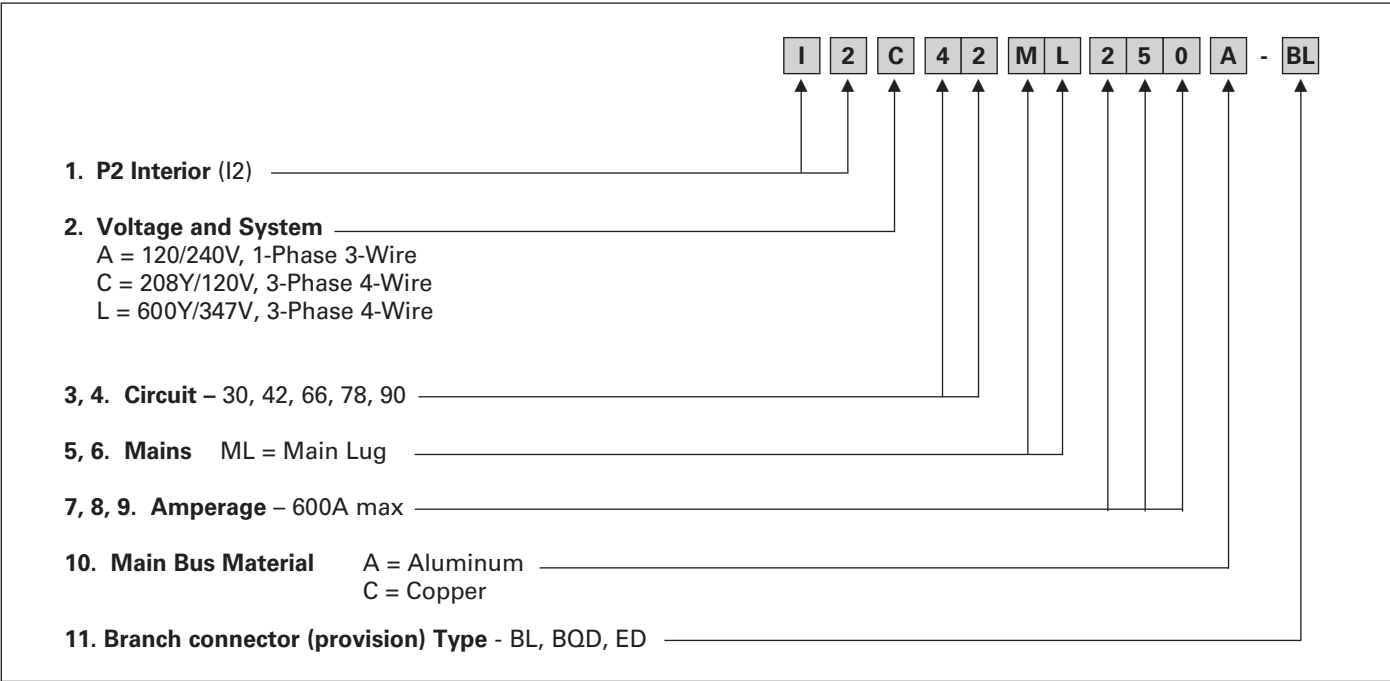 I 2 C 4 2 M L 2 5 0 A - BL
1. P2 Interior (I2)
2. Voltage and System
A = 120/240V, 1-Phase 3-Wire
C = 208Y/120V, 3-Phase 4-Wire
L = 600Y/347V, 3-Phase 4-Wire
3, 4. Circuit – 30, 42, 66, 78, 90
5, 6. Mains ML = Main Lug
7, 8, 9. Amperage – 600A max
10. Main Bus Material A = Aluminum
C = Copper
11. Branch connector (provision) Type - BL, BQD, ED